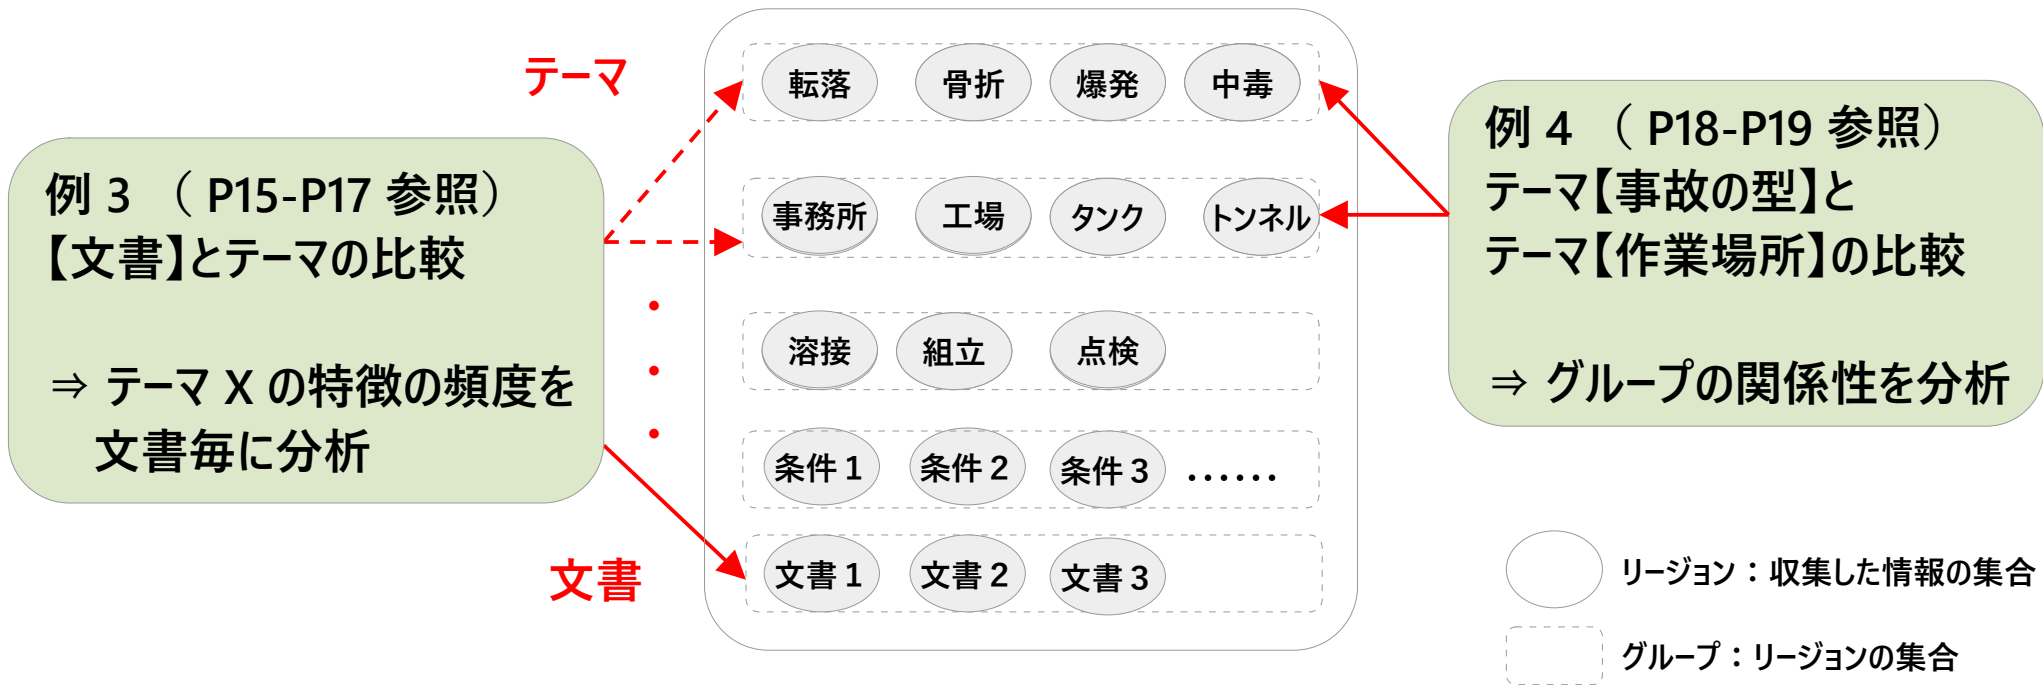 テーマ
転落
骨折
爆発
中毒
事務所
工場
タンク
トンネル
溶接
組立
点検
条件1
条件2
条件3
……
文書1
文書2
文書3
文書
例 3 （ P15-P17 参照）
【文書】とテーマの比較
⇒ テーマ X の特徴の頻度を
文書毎に分析
・
・
・
例 4 （ P18-P19 参照）
テーマ【事故の型】と
テーマ【作業場所】の比較
⇒ グループの関係性を分析
リージョン：収集した情報の集合
グループ：リージョンの集合